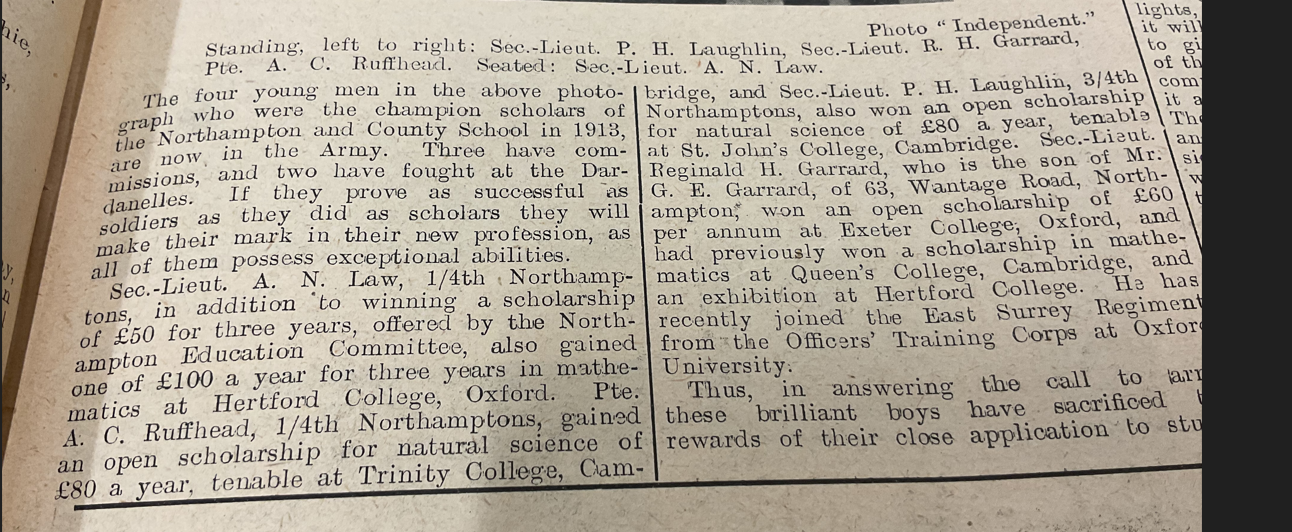 Photo “ Independent.”
Standing, left to right: Sec.-Lieut. P. H. Laughlin, Sec.-Lieut. R. H. Garrard,
Pte. A. C. Ruffhead. Seated: Sec.-Lieut. A. N. Law.
The four young men in the above photo-
graph who were the champion scholars of
the Northampton and County School in 1913,
are now in the Army. Three have com-
missions, and two have fought at the Dar-
danelles. If they prove as successful as
soldiers as they did as scholars they will
make their mark in their new profession, as
all of them possess exceptional abilities.
Sec.-Lieut. A. N. Law, 1/4th Northamp-
tons, in addition to winning a scholarship
of £50 for three years, offered by the North-
ampton Education Committee, also gained
one of £100 a year for three years in mathe-
matics at Hertford College, Oxford. Pte.
A. C. Ruffhead, 1/4th Northamptons, gained
an open scholarship for natural science of
£80 a year, tenable at Trinity College, Cam-
bridge, and Sec.-Lieut. P. H. Laughlin, 3/4th
Northamptons, also won an open scholarship
for natural science of £80 a year, tenable
at St. John's College, Cambridge. Sec.-Lieut.
Reginald H. Garrard, who is the son of Mr.
G. E. Garrard, of 63, Wantage Road, North-
ampton, won an open scholarship of £60
per annum at Exeter College, Oxford, and
had previously won a scholarship in mathe-
matics at Queen's College, Cambridge, and
an exhibition at Hertford College. He has
recently joined the East Surrey Regiment
from the Officers' Training Corps at Oxford
University.
Thus, in answering the call to
these brilliant boys have sacrificed
rewards of their close application to
lights,
it
to
of
it